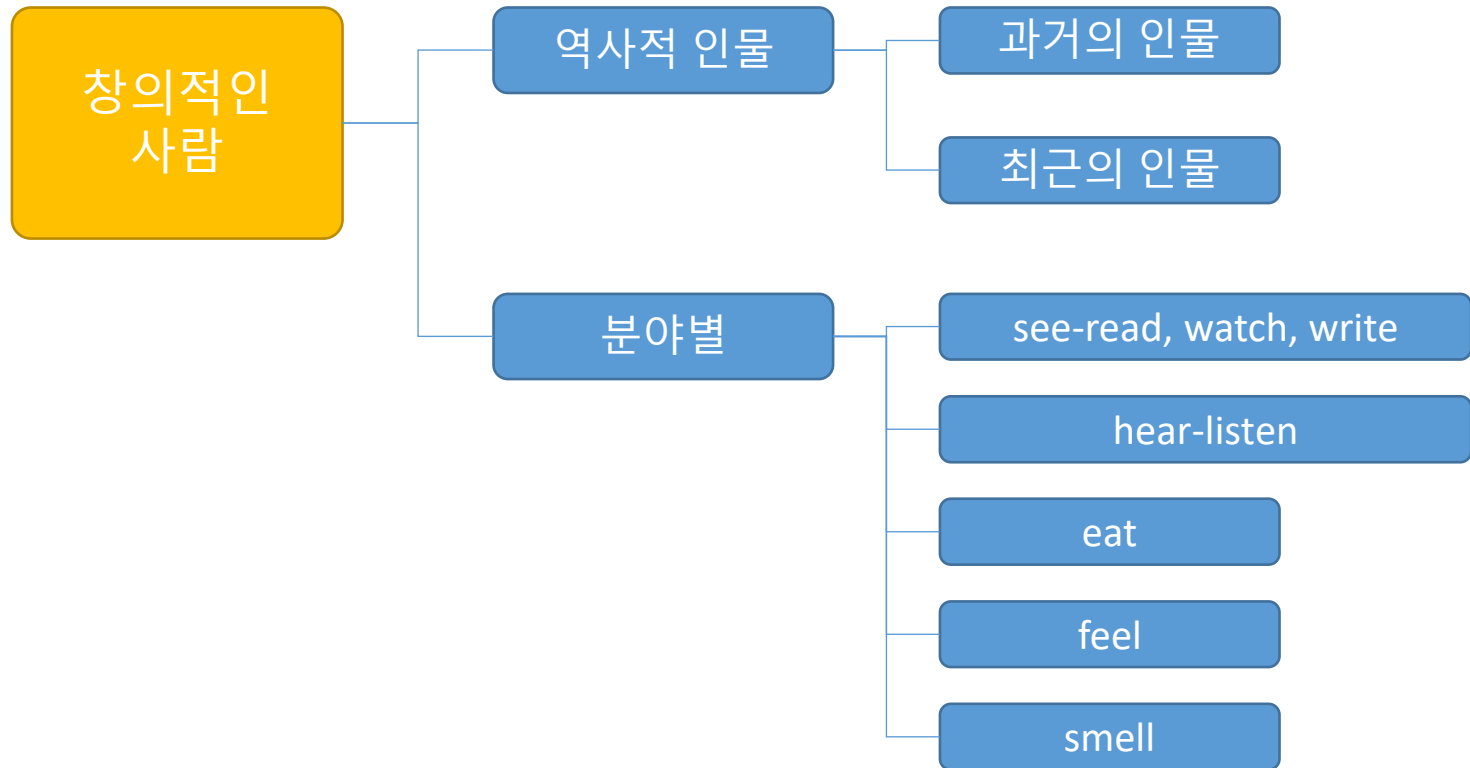 창의적인
사람
역사적 인물
과거의 인물
최근의 인물
분야별
see-read, watch, write
hear-listen
eat
feel
smell